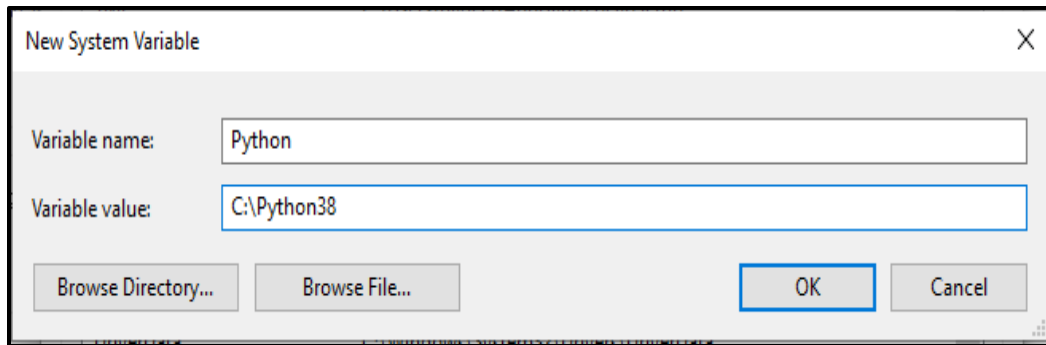 New System Variable
Variable name: Python
Variable value: C:\Python38
Browse Directory... Browse File... OK Cancel